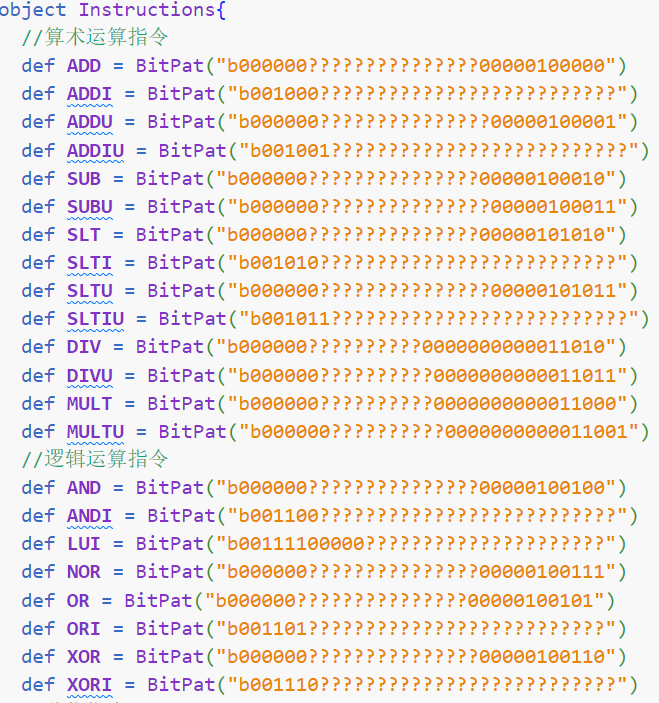 object Instructions{
//算术运算指令
def ADD = BitPat("b000000???????????????00000100000")
def ADDI = BitPat("b001000??????????????????????????")
def ADDU = BitPat("b000000???????????????00000100001")
def ADDIU = BitPat("b001001??????????????????????????")
def SUB = BitPat("b000000???????????????00000100010")
def SUBU = BitPat("b000000???????????????00000100011")
def SLT = BitPat("b000000???????????????00000101010")
def SLTI = BitPat("b001010??????????????????????????")
def SLTU = BitPat("b000000???????????????00000101011")
def SLTIU = BitPat("b001011??????????????????????????")
def DIV = BitPat("b000000??????????0000000000011010")
def DIVU = BitPat("b000000??????????0000000000011011")
def MULT = BitPat("b000000??????????0000000000011000")
def MULTU = BitPat("b000000??????????0000000000011001")
//逻辑运算指令
def AND = BitPat("b000000???????????????00000100100")
def ANDI = BitPat("b001100??????????????????????????")
def LUI = BitPat("b00111100000?????????????????????")
def NOR = BitPat("b000000???????????????00000100111")
def OR = BitPat("b000000???????????????00000100101")
def ORI = BitPat("b001101??????????????????????????")
def XOR = BitPat("b000000???????????????00000100110")
def XORI = BitPat("b001110??????????????????????????")